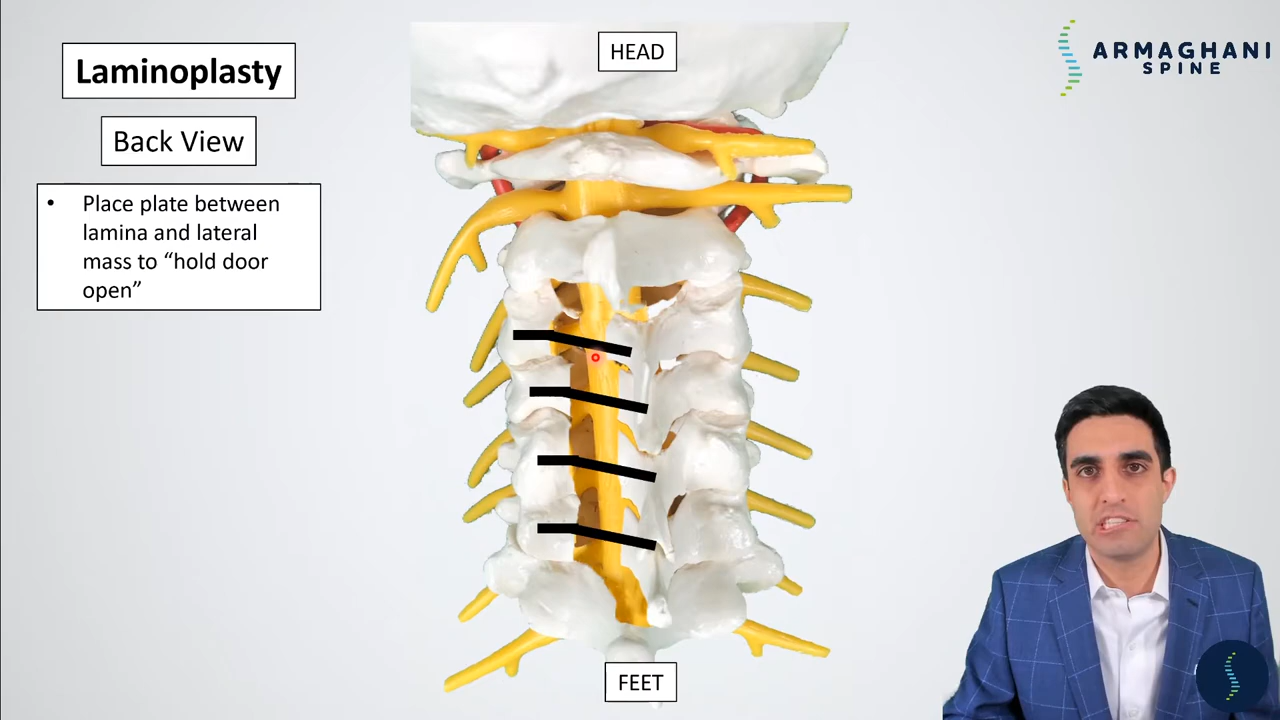 Laminoplasty
Back View
• Place plate between
lamina and lateral
mass to “hold door
open”
HEAD
FEET
ARMAGHANI
SPINE